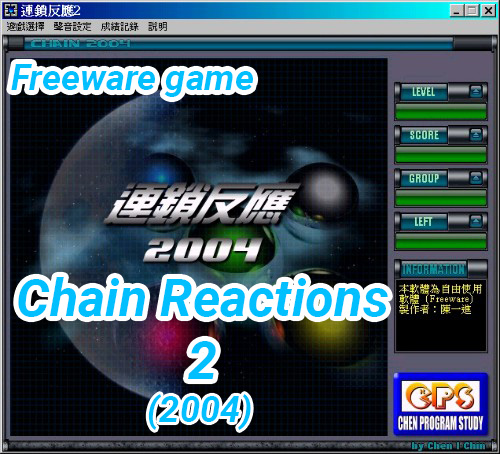 連鎖反應2
遊戲選擇 聲音設定 成績記錄 說明
CHAIN 2004
Freeware game
LEVEL
SCORE
GROUP
LEFT
連鎖反應
2004
Chain Reactions
2
(2004)
INFORMATION
本軟體為自由使用
軟體 (Freeware)
製作者:陳一進
CPS
CHEN PROGRAM STUDY
by Chen I Chin